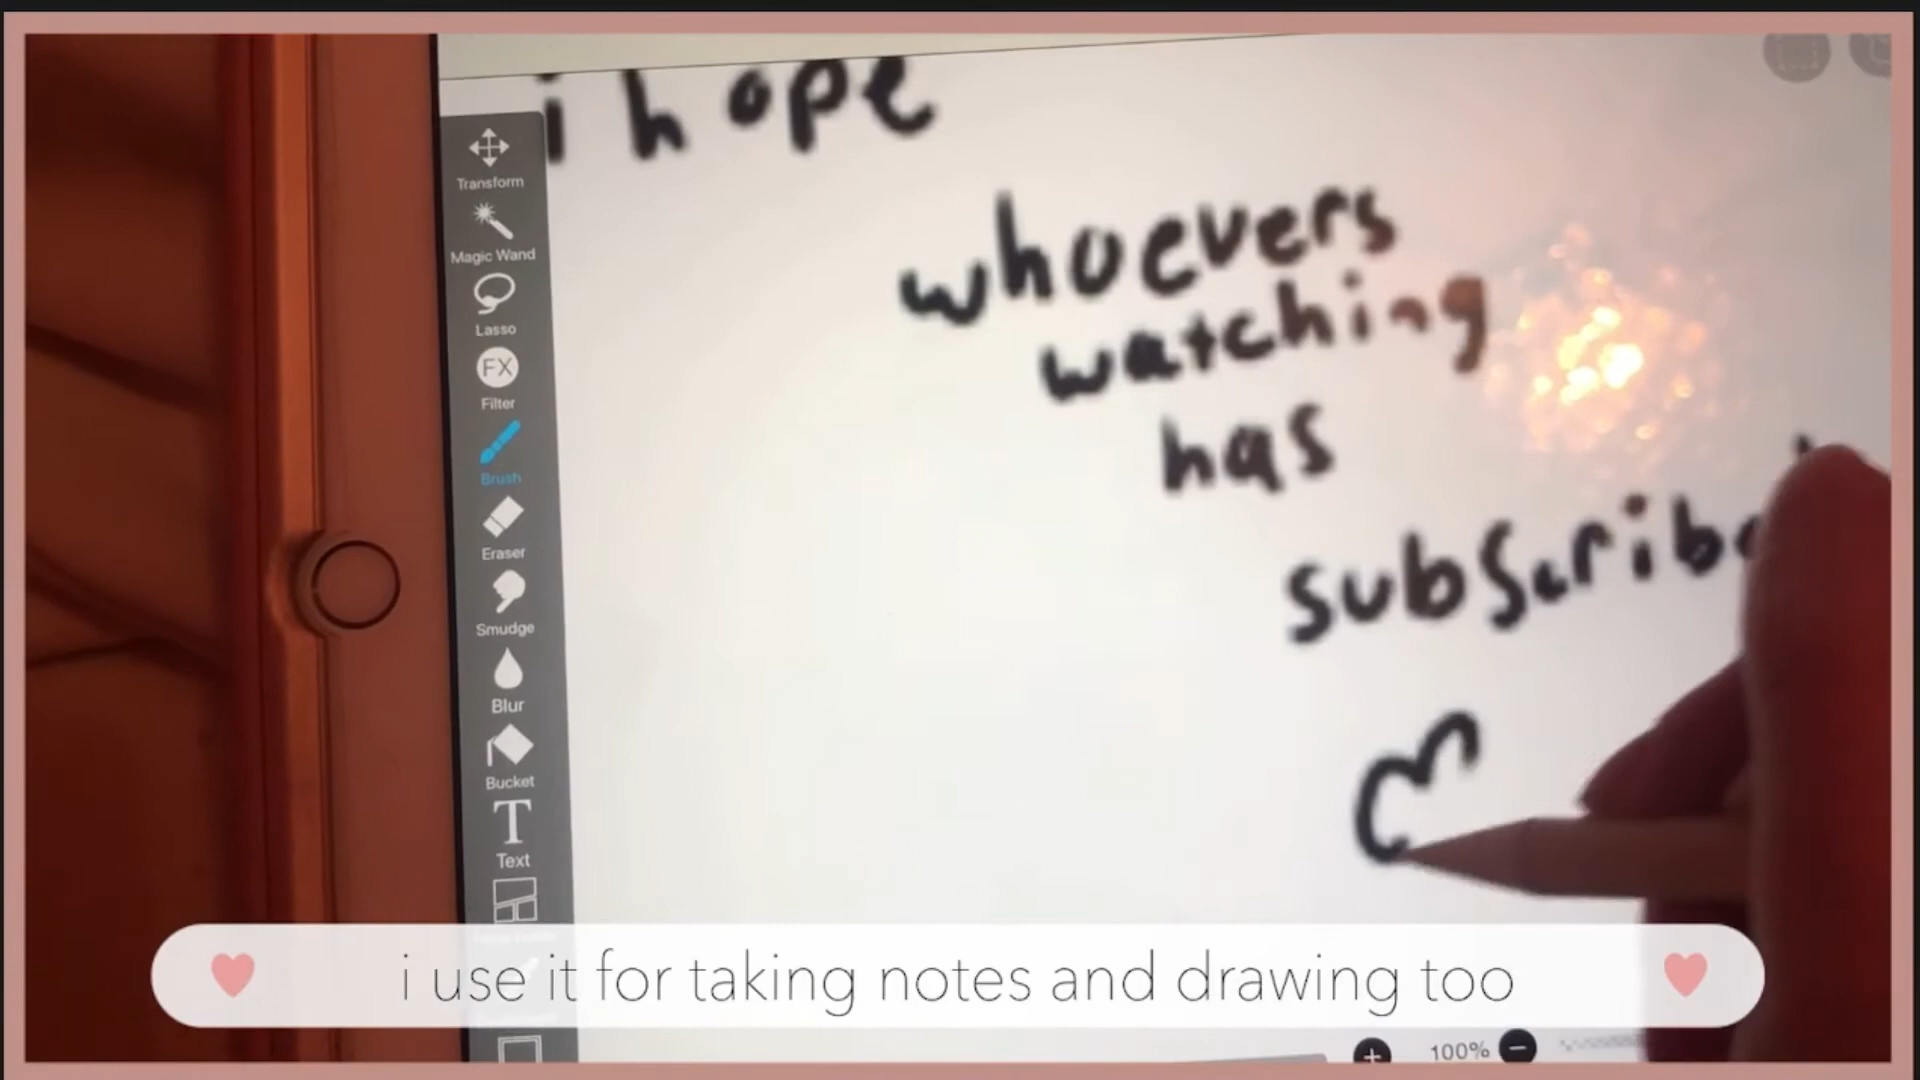 i hope
whoevers
watching
has
subscribe
Transform
Magic Wand
Lasso
FX
Filter
Brush
Eraser
Smudge
Blur
Bucket
T
Text
i use it for taking notes and drawing too
100%